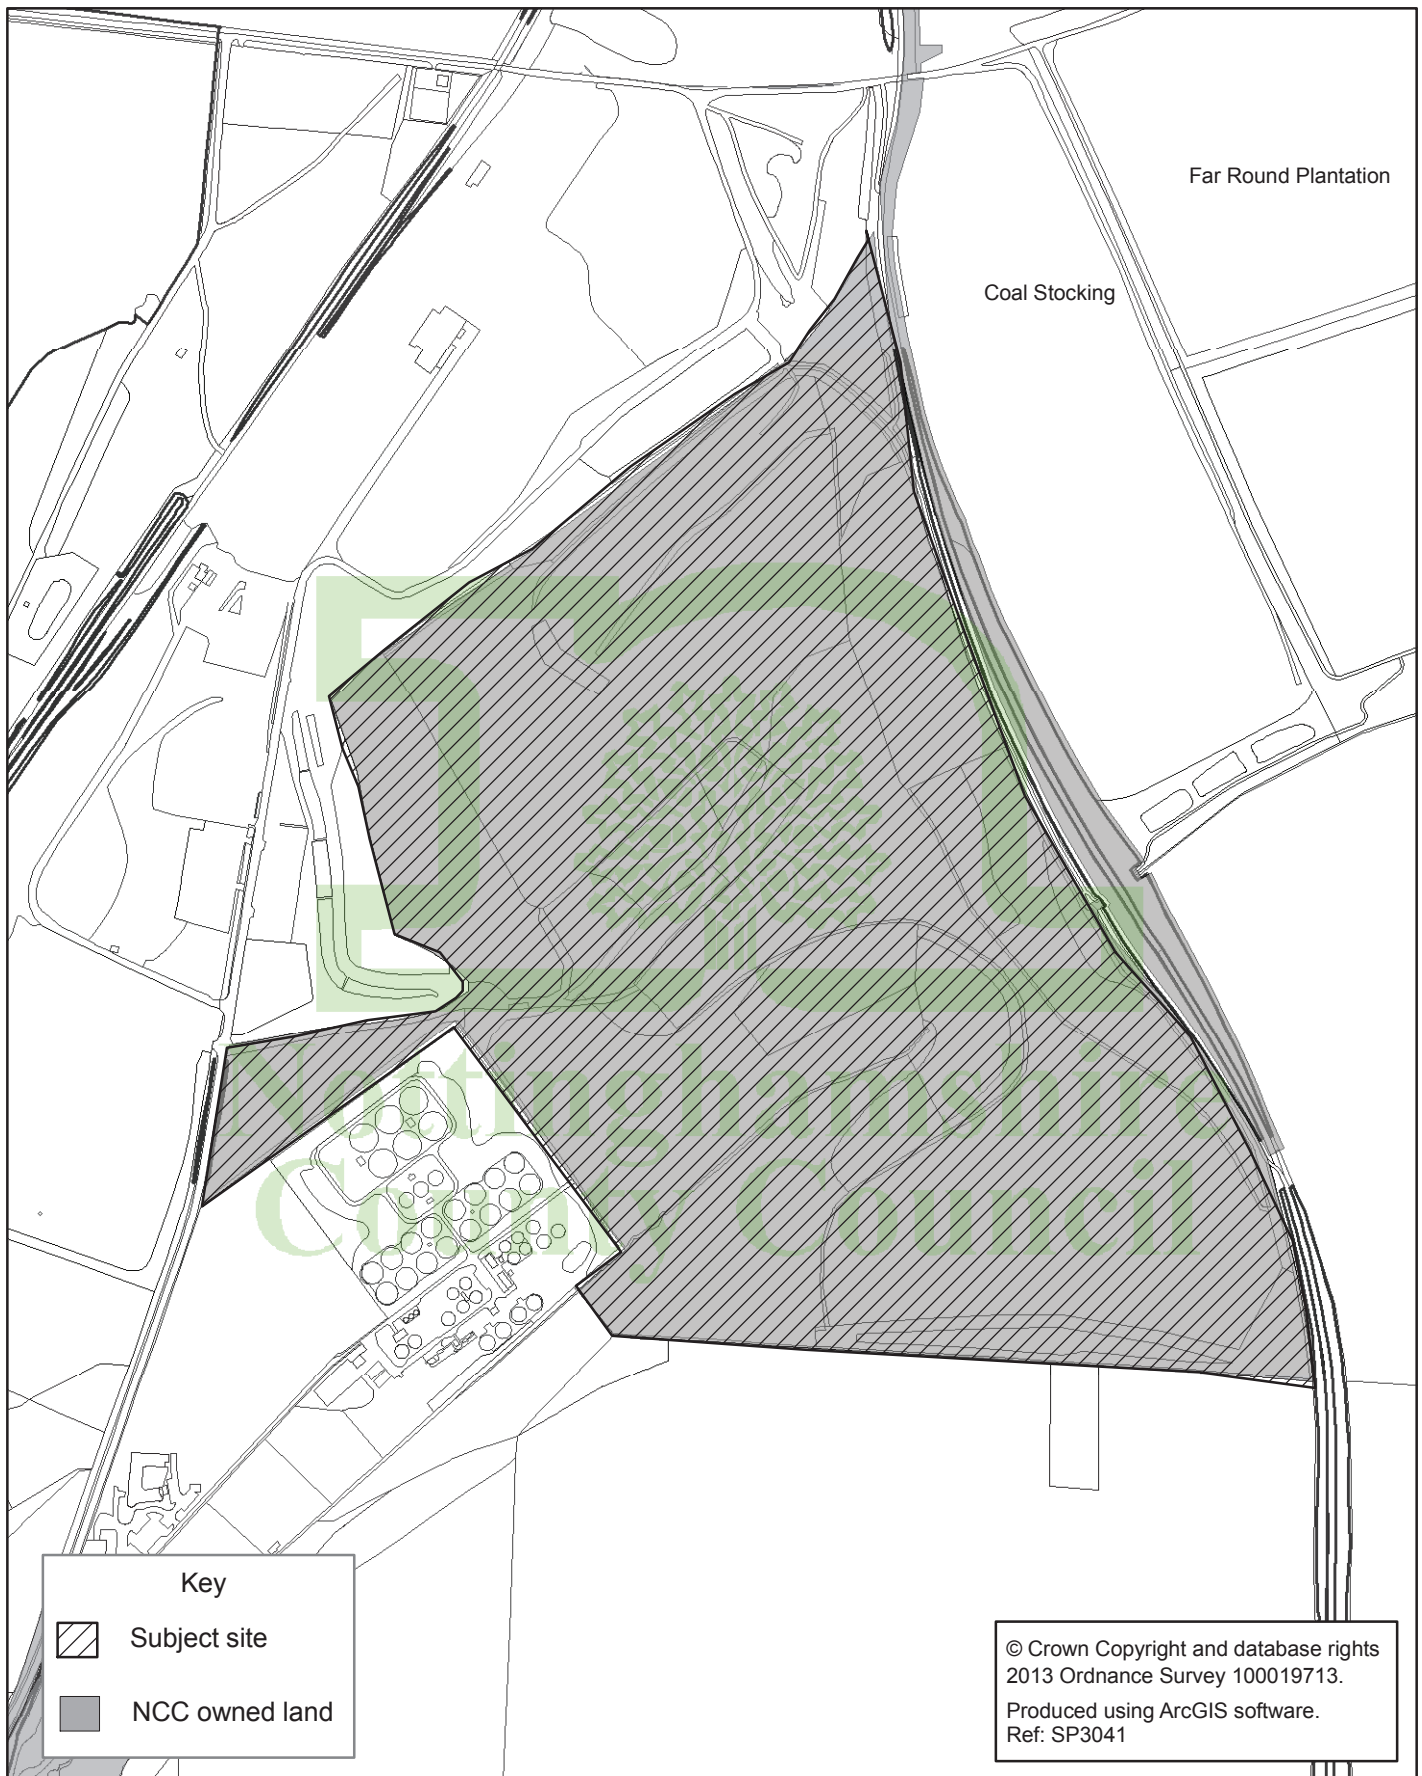 Far Round Plantation
Coal Stocking
Nottinghamshire
County Council
Key
Subject site
NCC owned land
© Crown Copyright and database rights
2013 Ordnance Survey 100019713.
Produced using ArcGIS software.
Ref: SP3041